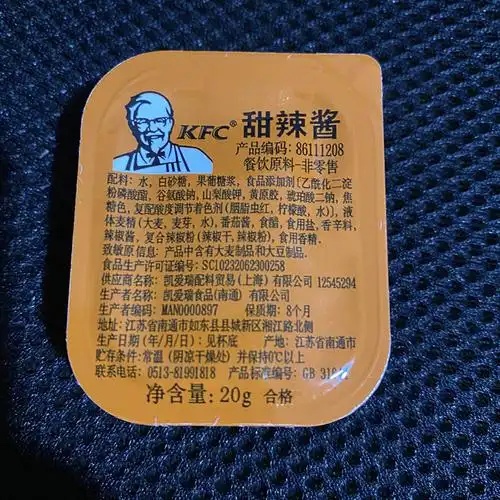 KFC® 甜辣酱
产品编码: 86111208
餐饮原料-非零售
配料: 水, 白砂糖, 果葡糖浆, 食品添加剂〔乙酰化二淀
粉磷酸酯, 谷氨酸钠, 山梨酸钾, 黄原胶, 琥珀酸二钠, 焦
糖色, 复配酸度调节着色剂 (胭脂虫红, 柠檬酸, 水)〕, 液
体麦精 (大麦, 麦芽, 水), 番茄酱, 食醋, 食用盐, 香辛料,
辣椒酱, 复合辣椒粉 (辣椒干, 辣椒粉), 食用香精.
致敏原信息: 产品中含有大麦制品和大豆制品.
食品生产许可证编号: SC10232062300258
供应商名称: 凯爱瑞配料贸易(上海)有限公司 12545294
生产者名称: 凯爱瑞食品(南通)有限公司
生产者编码: MAN0000897 保质期: 8个月
地址: 江苏省南通市如东县县城新区湘江路北侧
生产日期 (年/月/日): 见杯底 产地: 江苏省南通市
贮存条件: 常温 (阴凉干燥处) 并保持0℃以上
联系电话: 0513-81991818 产品标准编号: GB
净含量: 20g 合格